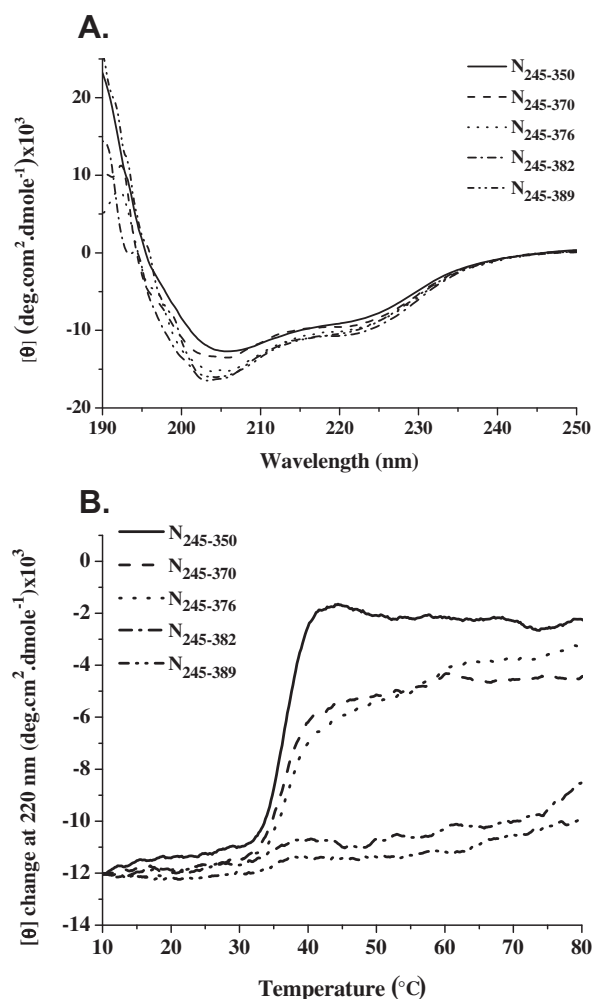 A.
N245-350
N245-370
N245-376
N245-382
N245-389
20
10
0
-10
-20
[θ] (deg.com2.dmole-1)x103
190 200 210 220 230 240 250
Wavelength (nm)
B.
N245-350
N245-370
N245-376
N245-382
N245-389
0
-2
-4
-6
-8
-10
-12
-14
[θ] change at 220 nm (deg.cm2.dmole-1)x103
10 20 30 40 50 60 70 80
Temperature (°C)